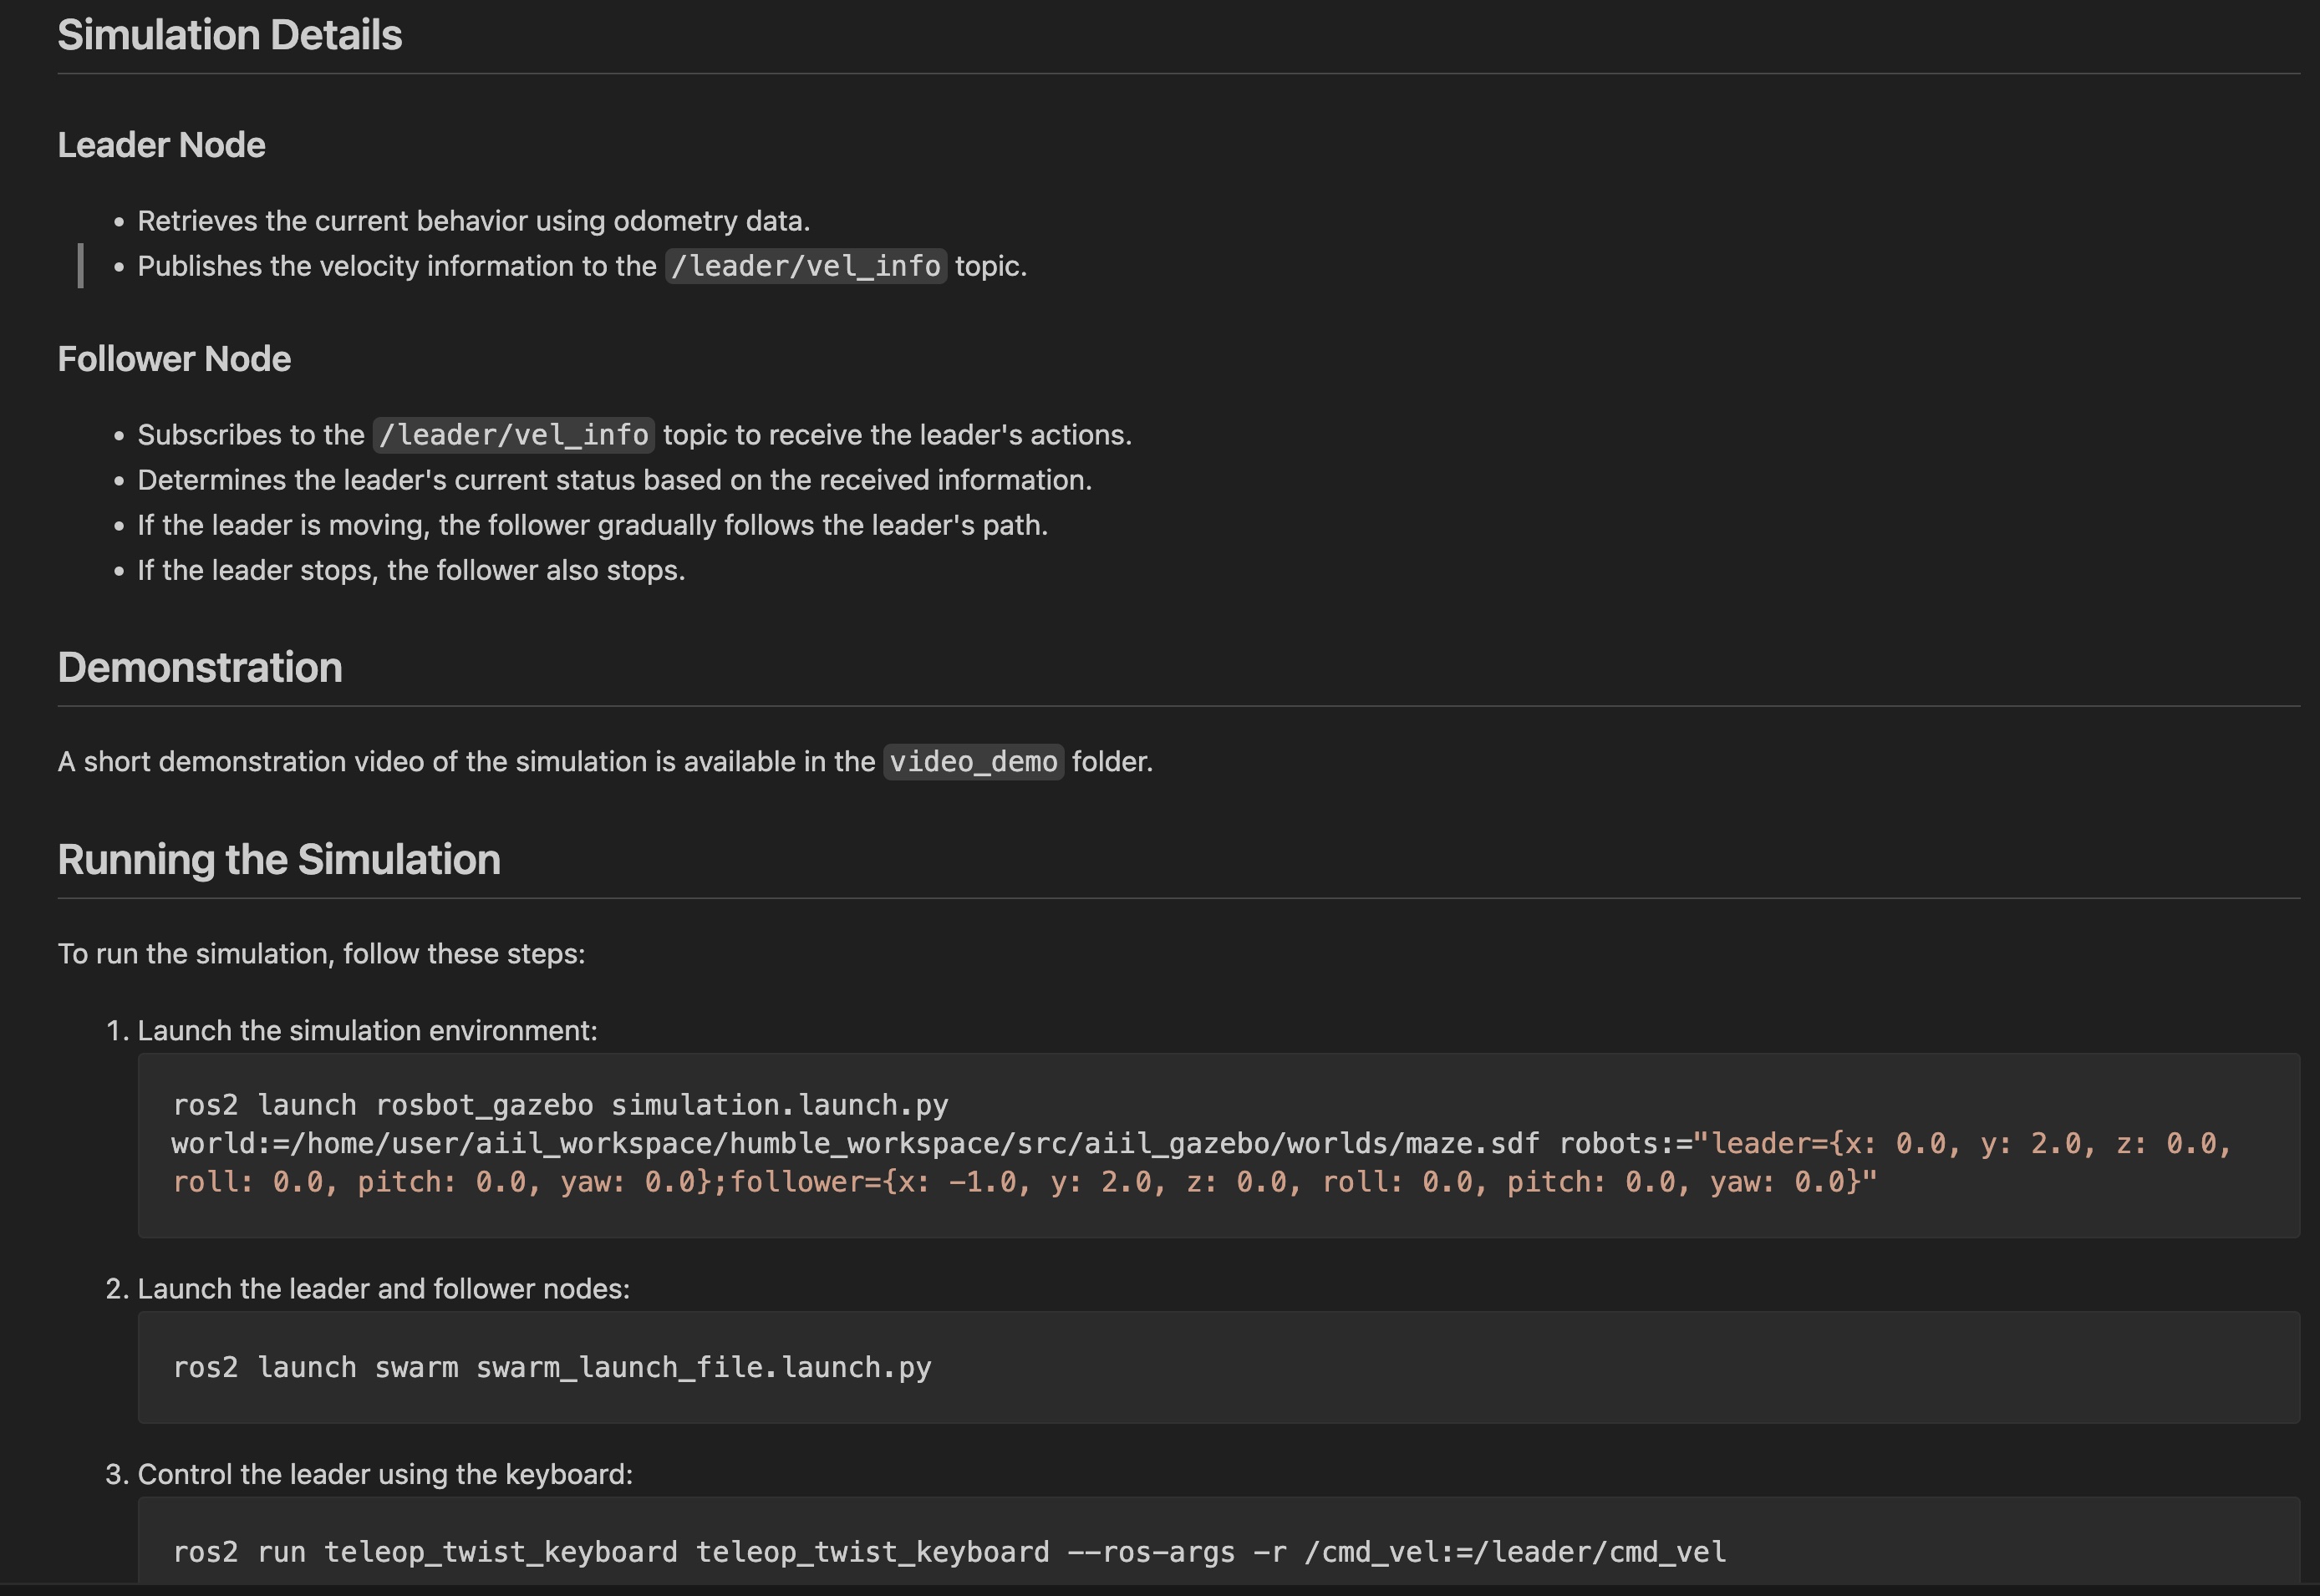 Simulation Details
Leader Node
• Retrieves the current behavior using odometry data.
• Publishes the velocity information to the /leader/vel_info topic.
Follower Node
• Subscribes to the /leader/vel_info topic to receive the leader's actions.
• Determines the leader's current status based on the received information.
• If the leader is moving, the follower gradually follows the leader's path.
• If the leader stops, the follower also stops.
Demonstration
A short demonstration video of the simulation is available in the video_demo folder.
Running the Simulation
To run the simulation, follow these steps:
1. Launch the simulation environment:
ros2 launch rosbot_gazebo simulation.launch.py
world:=/home/user/aiil_workspace/humble_workspace/src/aiil_gazebo/worlds/maze.sdf robots:="leader={x: 0.0, y: 2.0, z: 0.0,
roll: 0.0, pitch: 0.0, yaw: 0.0};follower={x: -1.0, y: 2.0, z: 0.0, roll: 0.0, pitch: 0.0, yaw: 0.0}"
2. Launch the leader and follower nodes:
ros2 launch swarm swarm_launch_file.launch.py
3. Control the leader using the keyboard:
ros2 run teleop_twist_keyboard teleop_twist_keyboard --ros-args -r /cmd_vel:=/leader/cmd_vel